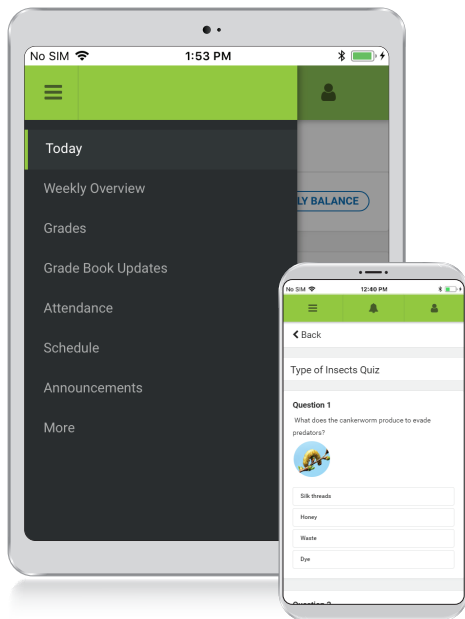 No SIM 1:53 PM
Today
LY BALANCE
Weekly Overview
Grades
Grade Book Updates
Attendance
Schedule
Announcements
More
No SIM 12:40 PM
Back
Type of Insects Quiz
Question 1
What does the cankerworm produce to evade
predators?
Silk threads
Honey
Waste
Dye
Question 2